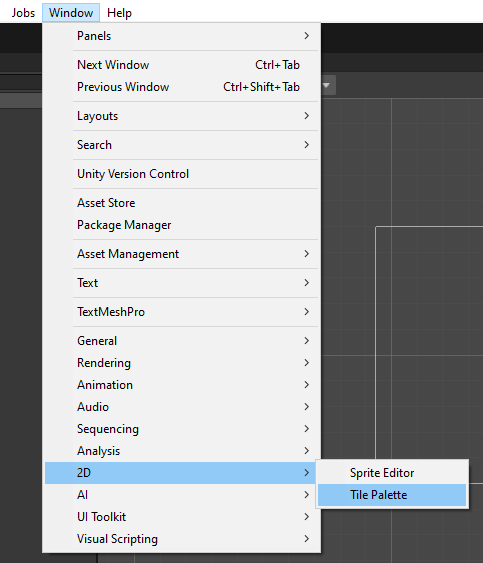 Jobs Window Help
Panels
Next Window Ctrl+Tab
Previous Window Ctrl+Shift+Tab
Layouts
Search
Unity Version Control
Asset Store
Package Manager
Asset Management
Text
TextMeshPro
General
Rendering
Animation
Audio
Sequencing
Analysis
2D Sprite Editor
AI Tile Palette
UI Toolkit
Visual Scripting